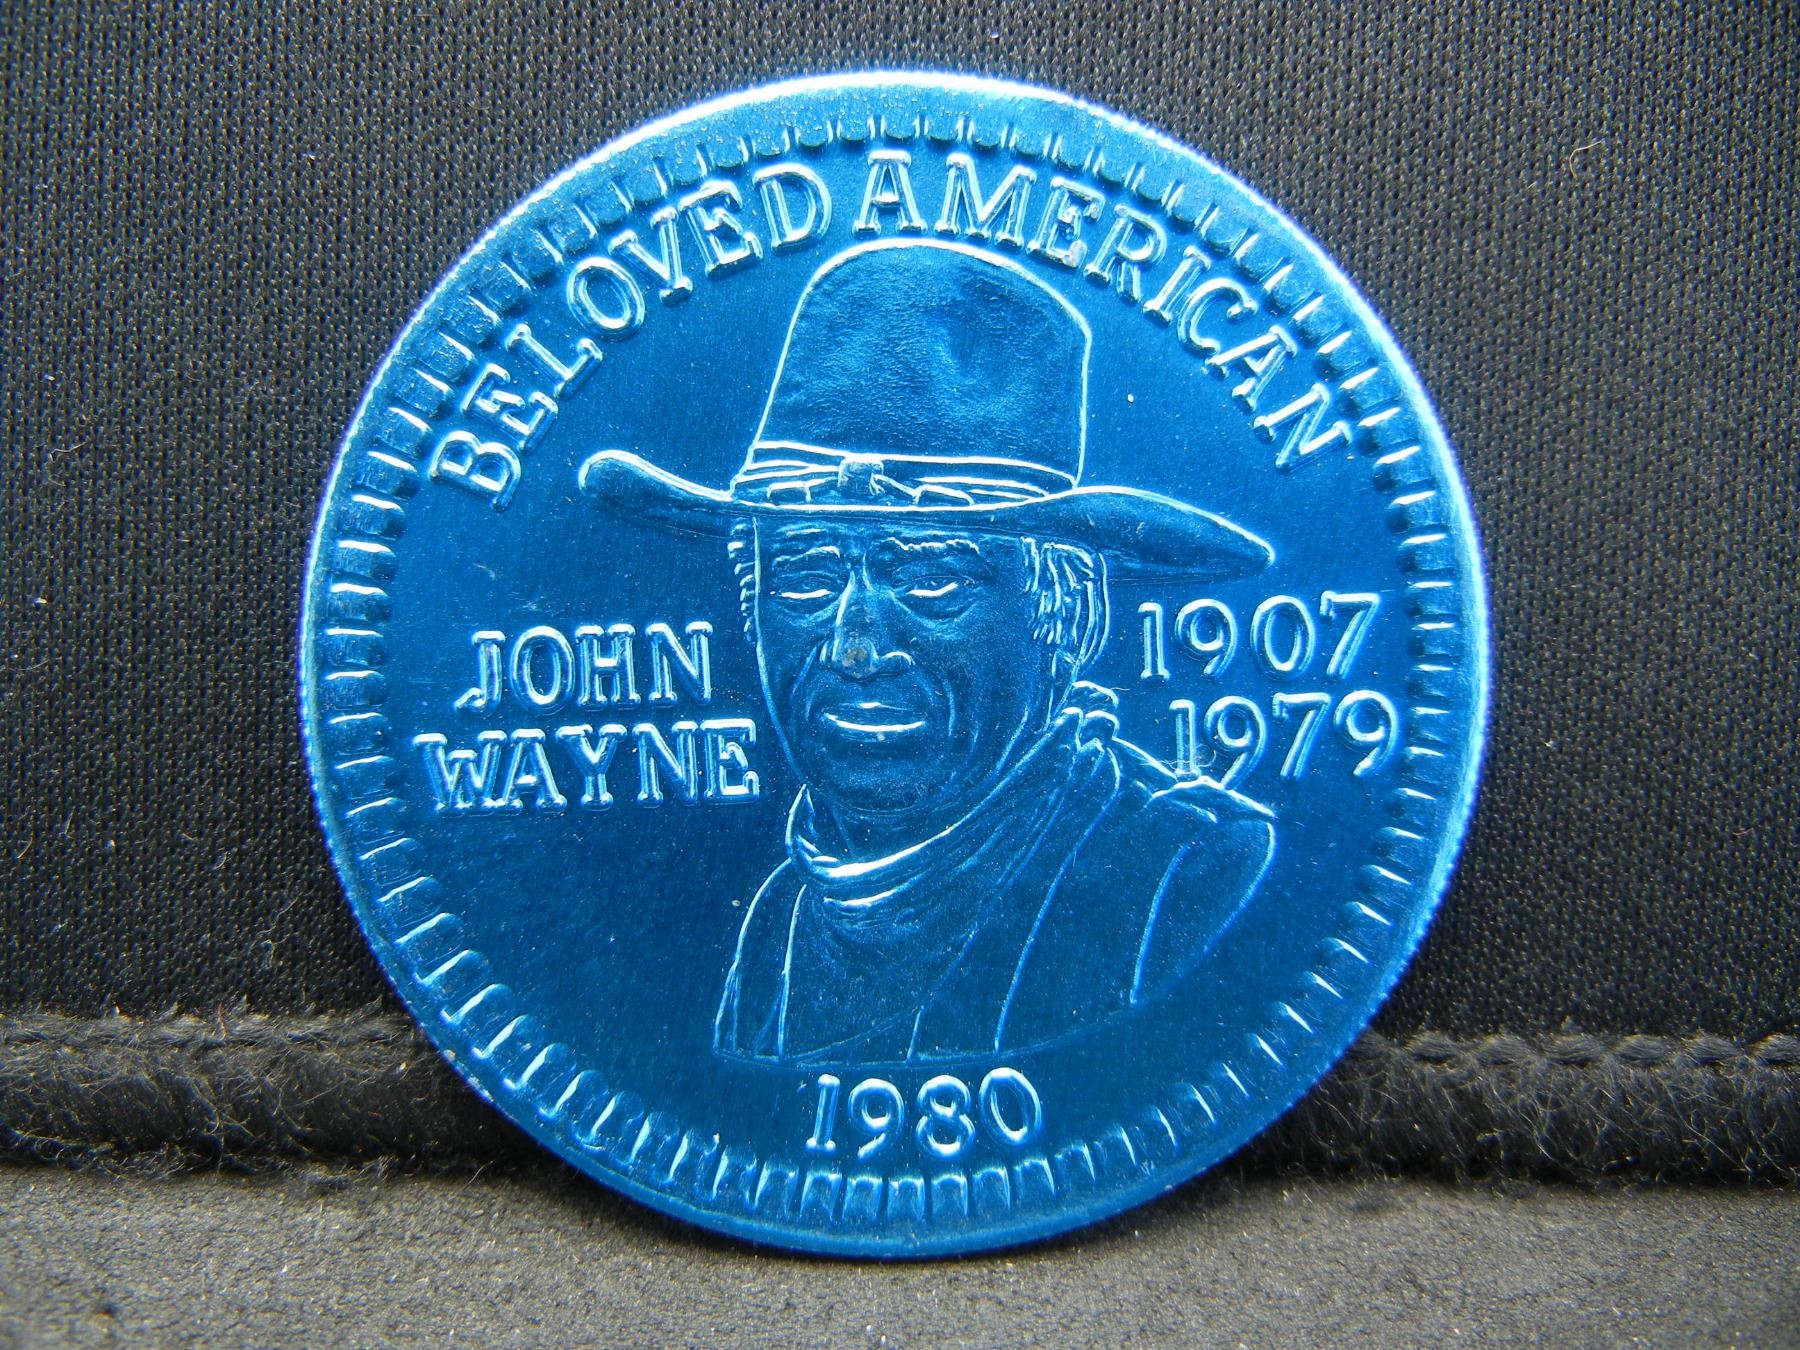 BELOVED AMERICAN
JOHN
WAYNE
1907
1979
1980